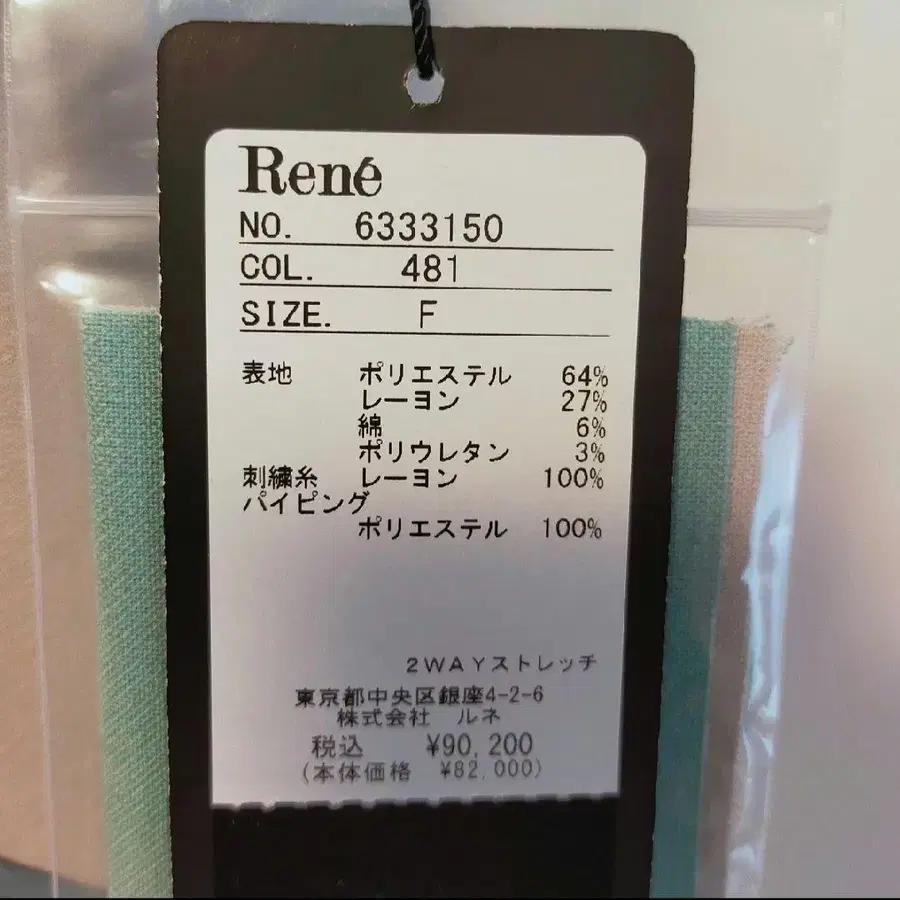 René
NO. 6333150
COL. 481
SIZE. F
表地 ポリエステル 64%
レーヨン 27%
綿 6%
ポリウレタン 3%
刺繍糸 レーヨン 100%
パイピング
ポリエステル 100%
2WAYストレッチ
東京都中央区銀座4-2-6
株式会社 ルネ
税込 ¥90,200
(本体価格 ¥82,000)